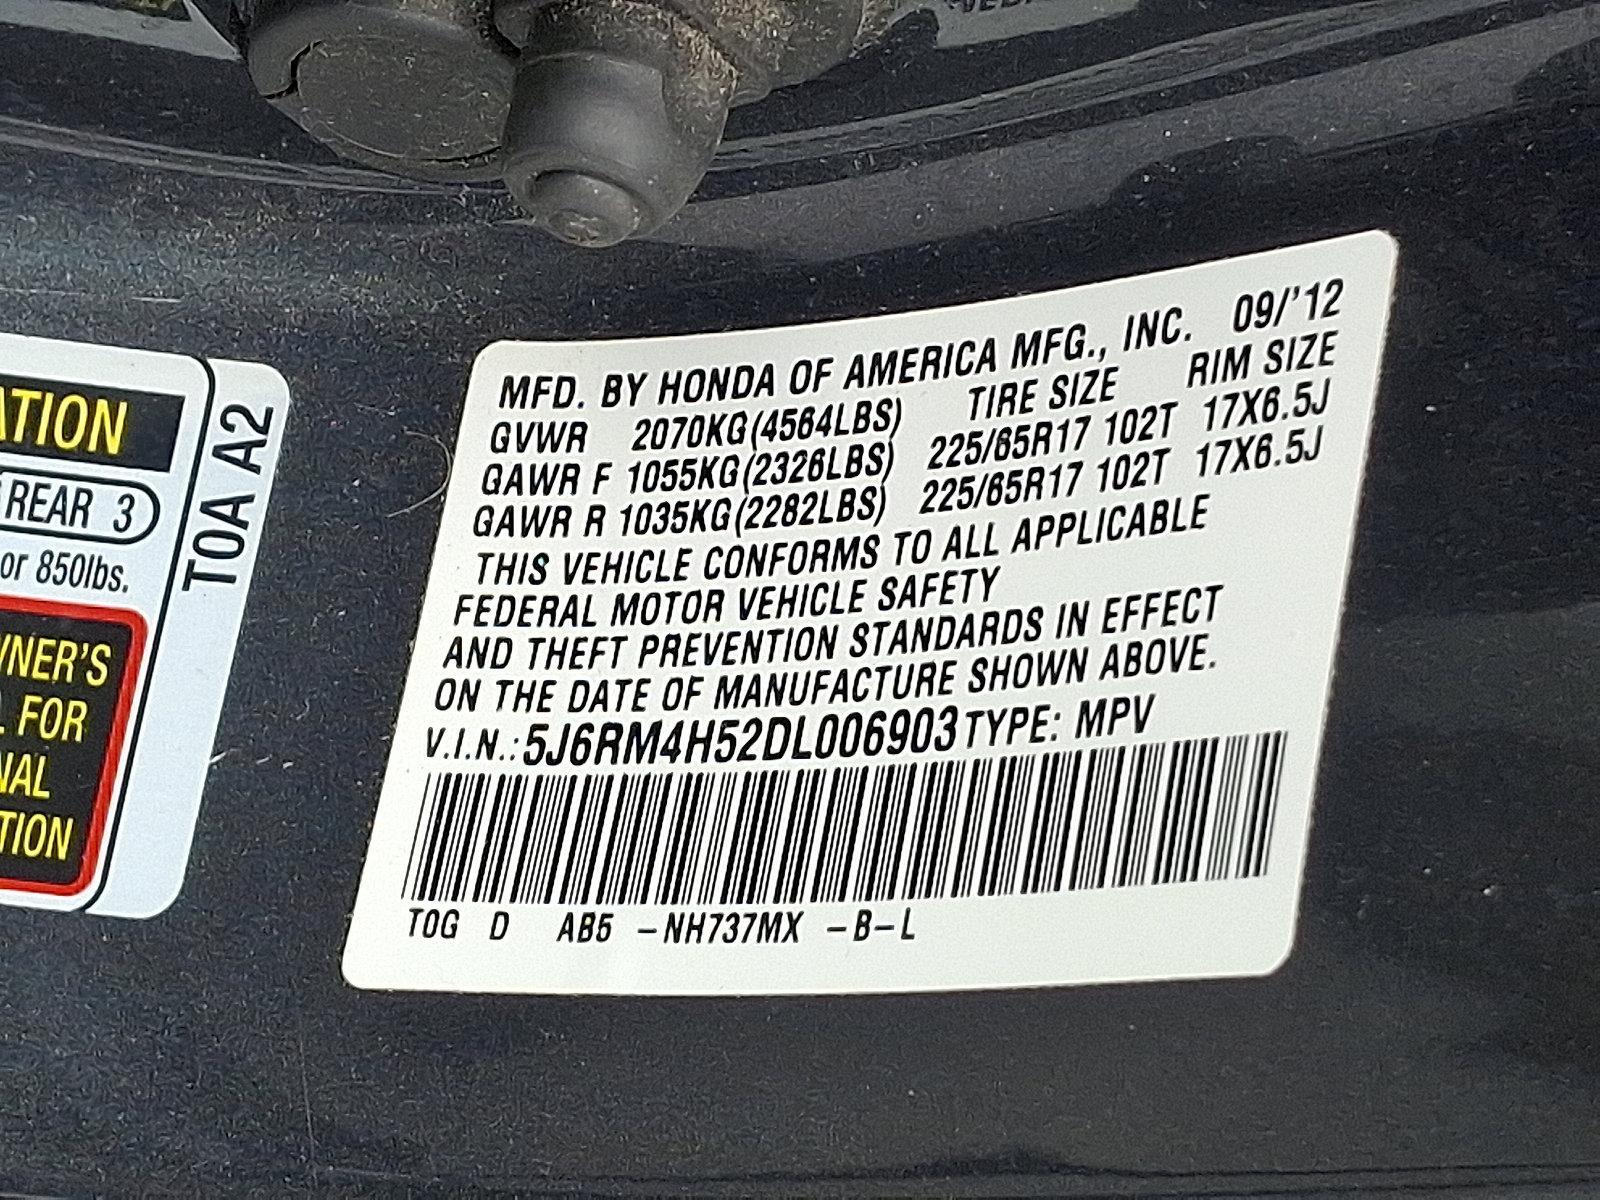 ATION
REAR 3
or 850lbs.
WNER'S
L FOR
NAL
TION
T0A A2
MFD. BY HONDA OF AMERICA MFG., INC. 09/'12
GVWR 2070KG(4564LBS) TIRE SIZE RIM SIZE
GAWR F 1055KG(2326LBS) 225/65R17 102T 17X6.5J
GAWR R 1035KG(2282LBS) 225/65R17 102T 17X6.5J
THIS VEHICLE CONFORMS TO ALL APPLICABLE
FEDERAL MOTOR VEHICLE SAFETY
AND THEFT PREVENTION STANDARDS IN EFFECT
ON THE DATE OF MANUFACTURE SHOWN ABOVE.
V.I.N.: 5J6RM4H52DL006903 TYPE: MPV
T0G D AB5 -NH737MX -B-L